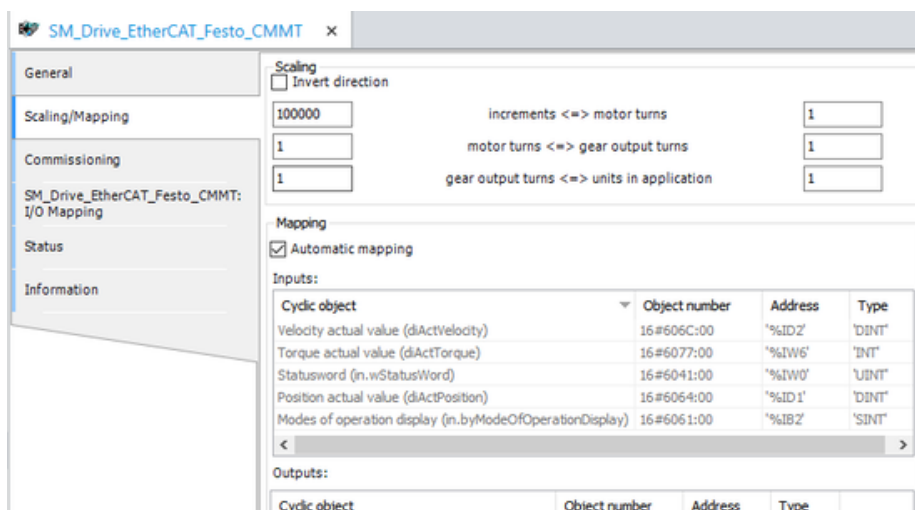 SM_Drive_EtherCAT_Festo_CMMT ×
General
Scaling/Mapping
Commissioning
SM_Drive_EtherCAT_Festo_CMMT:
I/O Mapping
Status
Information
Scaling
Invert direction
100000 increments <=> motor turns 1
1 motor turns <=> gear output turns 1
1 gear output turns <=> units in application 1
Mapping
Automatic mapping
Inputs:
Cyclic object Object number Address Type
Velocity actual value (diActVelocity) 16#606C:00 '%ID2' 'DINT'
Torque actual value (diActTorque) 16#6077:00 '%IW6' 'INT'
Statusword (in.wStatusWord) 16#6041:00 '%IW0' 'UINT'
Position actual value (diActPosition) 16#6064:00 '%ID1' 'DINT'
Modes of operation display (in.byModeOfOperationDisplay) 16#6061:00 '%IB2' 'SINT'
Outputs:
Cyclic object Object number Address Type